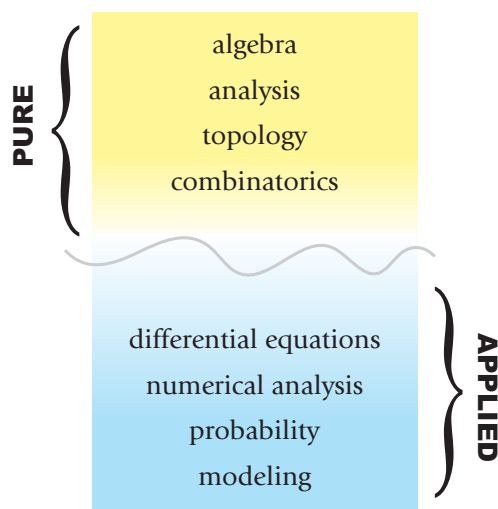 PURE
algebra
analysis
topology
combinatorics
differential equations
numerical analysis
probability
modeling
APPLIED